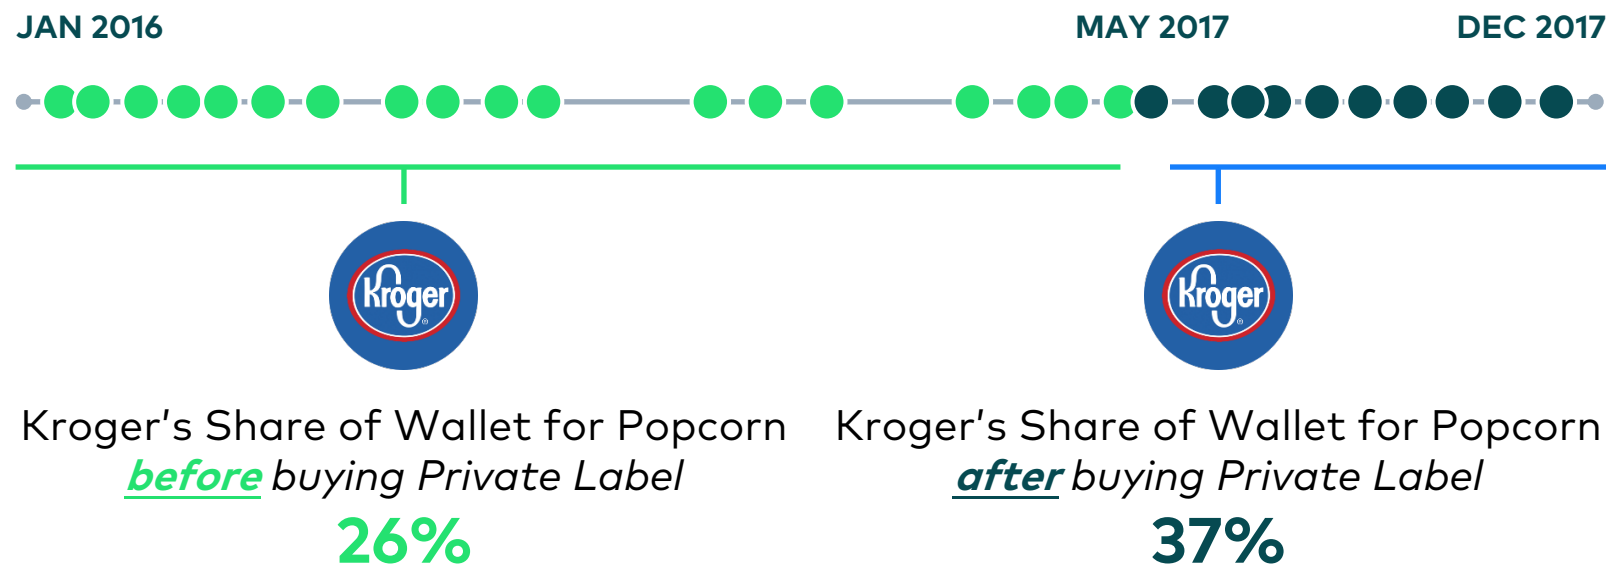 JAN 2016 MAY 2017 DEC 2017
Kroger ®
Kroger ®
Kroger's Share of Wallet for Popcorn
before buying Private Label
26%
Kroger's Share of Wallet for Popcorn
after buying Private Label
37%